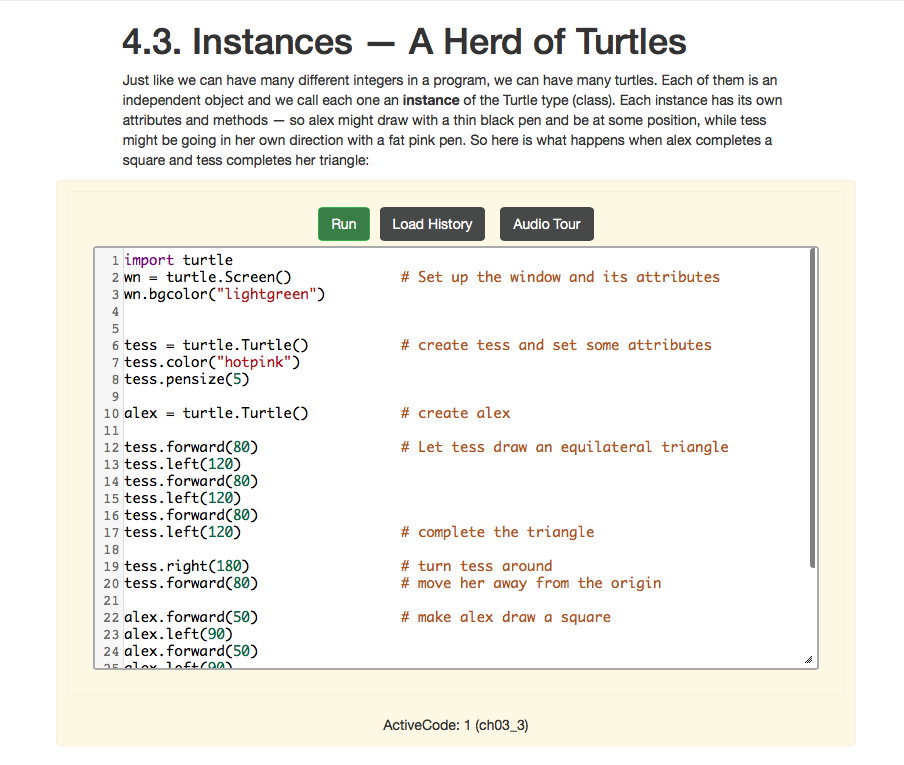 4.3. Instances — A Herd of Turtles
Just like we can have many different integers in a program, we can have many turtles. Each of them is an
independent object and we call each one an instance of the Turtle type (class). Each instance has its own
attributes and methods — so alex might draw with a thin black pen and be at some position, while tess
might be going in her own direction with a fat pink pen. So here is what happens when alex completes a
square and tess completes her triangle:
Run Load History Audio Tour
1 import turtle
2 wn = turtle.Screen() # Set up the window and its attributes
3 wn.bgcolor("lightgreen")
4
5
6 tess = turtle.Turtle() # create tess and set some attributes
7 tess.color("hotpink")
8 tess.pensize(5)
9
10 alex = turtle.Turtle() # create alex
11
12 tess.forward(80) # Let tess draw an equilateral triangle
13 tess.left(120)
14 tess.forward(80)
15 tess.left(120)
16 tess.forward(80)
17 tess.left(120) # complete the triangle
18
19 tess.right(180) # turn tess around
20 tess.forward(80) # move her away from the origin
21
22 alex.forward(50) # make alex draw a square
23 alex.left(90)
24 alex.forward(50)
25 alex.left(90)
ActiveCode: 1 (ch03_3)